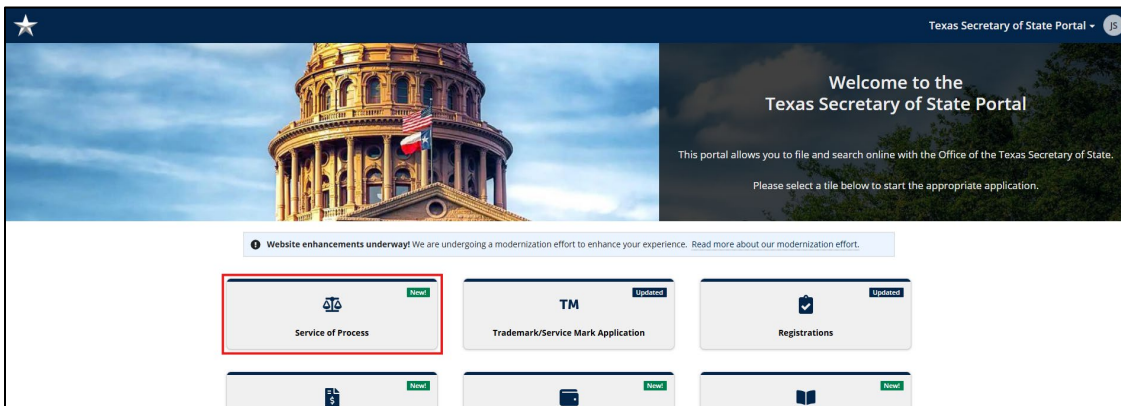 Texas Secretary of State Portal
JS
Welcome to the
Texas Secretary of State Portal
This portal allows you to file and search online with the Office of the Texas Secretary of State.
Please select a tile below to start the appropriate application.
Website enhancements underway! We are undergoing a modernization effort to enhance your experience. Read more about our modernization effort.
New!
Service of Process
Updated
TM
Trademark/Service Mark Application
Updated
Registrations
New!
New!
New!